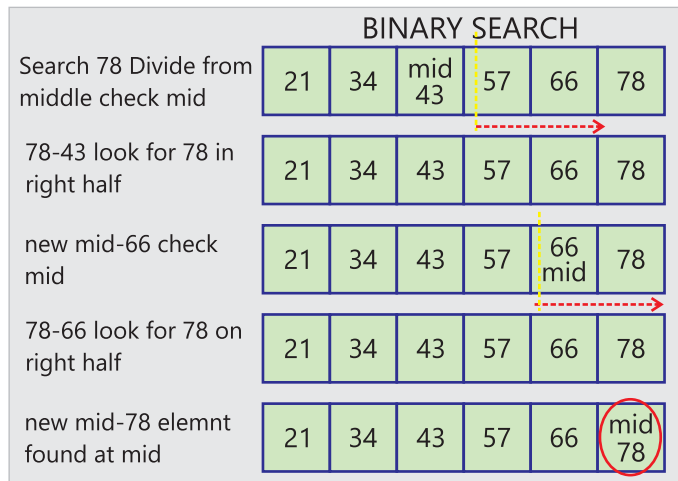 BINARY SEARCH
Search 78 Divide from
middle check mid
21 34 mid 43 57 66 78
78-43 look for 78 in
right half
21 34 43 57 66 78
new mid-66 check
mid
21 34 43 57 66 mid 78
78-66 look for 78 on
right half
21 34 43 57 66 78
new mid-78 elemnt
found at mid
21 34 43 57 66 mid 78